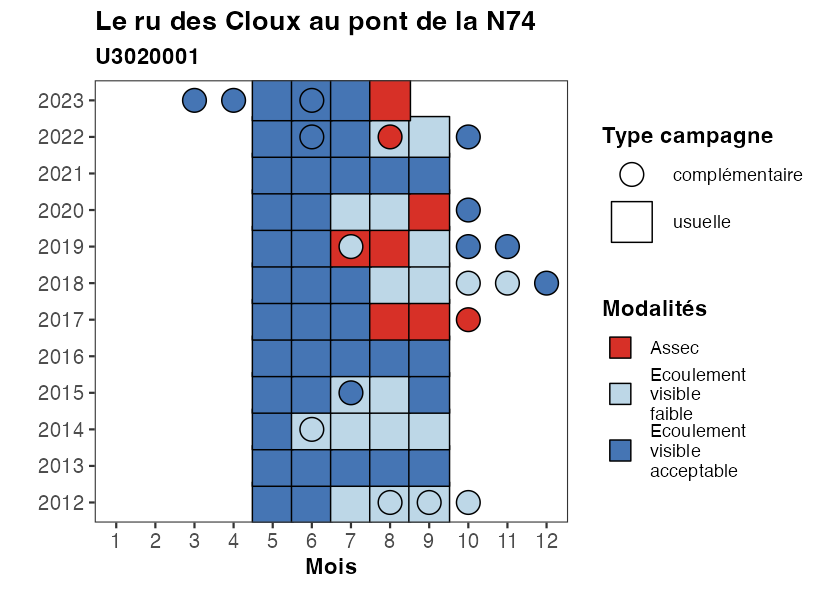 Le ru des Cloux au pont de la N74
U3020001
2023
2022
2021
2020
2019
2018
2017
2016
2015
2014
2013
2012
1 2 3 4 5 6 7 8 9 10 11 12
Mois
Type campagne
complémentaire
usuelle
Modalités
Assec
Ecoulement
visible
faible
Ecoulement
visible
acceptable